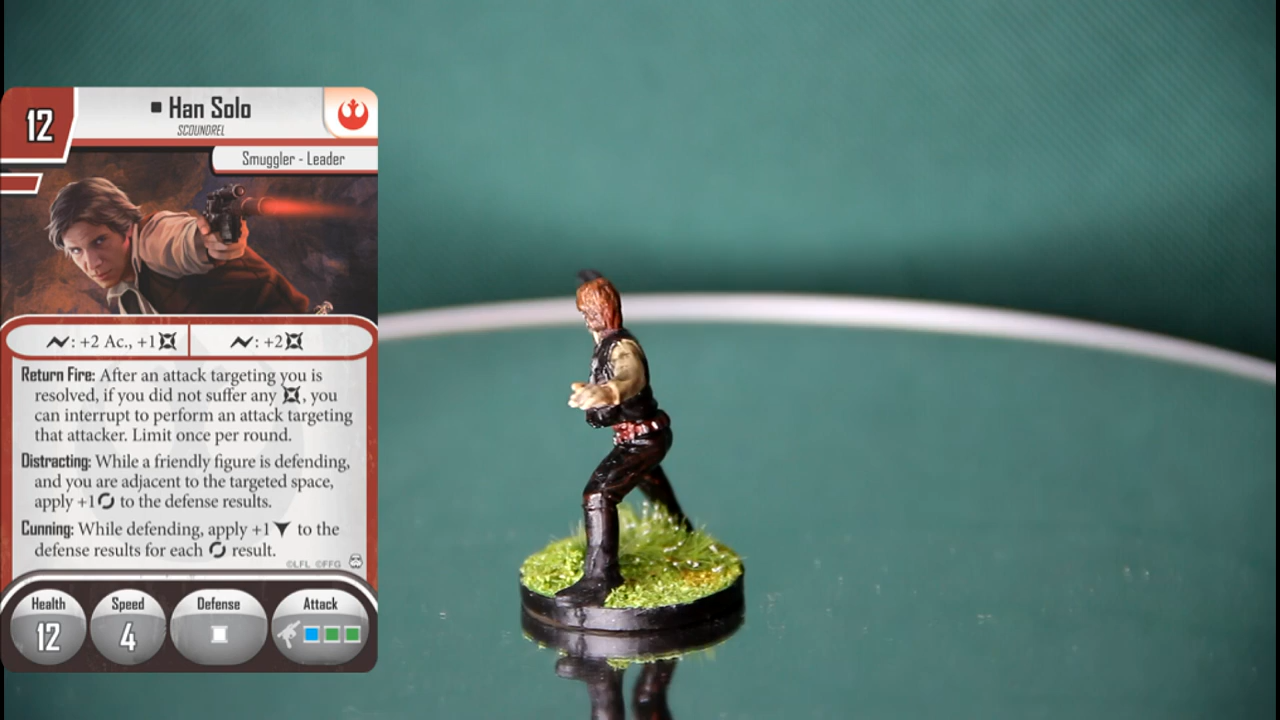 12
Han Solo
SCOUNDREL
Smuggler - Leader
: +2 Ac., +1
: +2
Return Fire: After an attack targeting you is
resolved, if you did not suffer any , you
can interrupt to perform an attack targeting
that attacker. Limit once per round.
Distracting: While a friendly figure is defending,
and you are adjacent to the targeted space,
apply +1 to the defense results.
Cunning: While defending, apply +1 to the
defense results for each result.
©LFL ©FFG
Health Speed Defense Attack
12 4